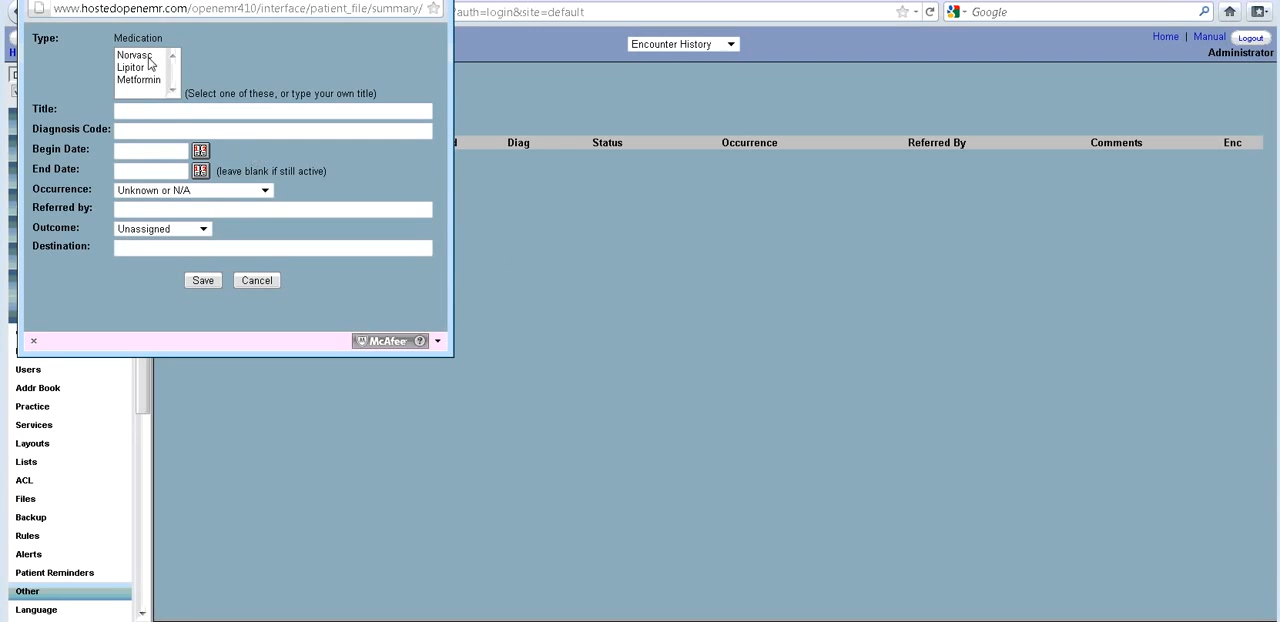 www.hostedopenemr.com/openemr410/interface/patient_file/summary/
?auth=login&site=default
Google
Home | Manual Logout
Administrator
Encounter History
Type: Medication
Norvasc
Lipitor
Metformin
(Select one of these, or type your own title)
Title:
Diagnosis Code:
Begin Date:
End Date: (leave blank if still active)
Occurrence: Unknown or N/A
Referred by:
Outcome: Unassigned
Destination:
Save Cancel
× McAfee ?
Diag Status Occurrence Referred By Comments Enc
Users
Addr Book
Practice
Services
Layouts
Lists
ACL
Files
Backup
Rules
Alerts
Patient Reminders
Other
Language